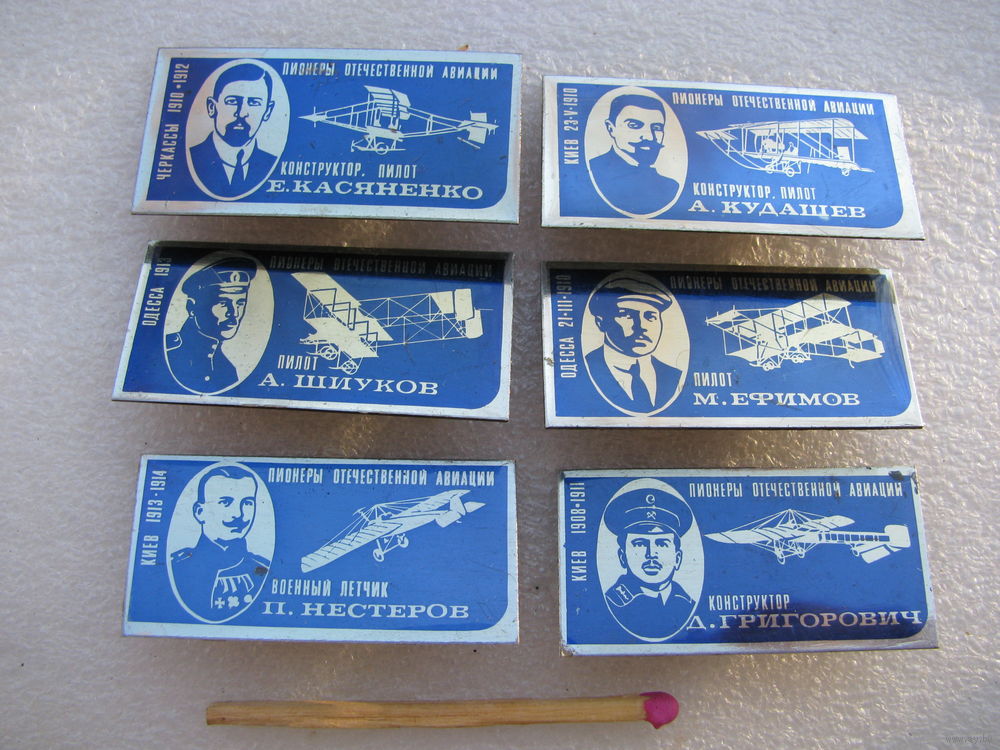 ЧЕРКАССЫ 1910•1912
ПИОНЕРЫ ОТЕЧЕСТВЕННОЙ АВИАЦИИ
КОНСТРУКТОР, ПИЛОТ
Е.КАСЯНЕНКО
КИЕВ 23•V•1910
ПИОНЕРЫ ОТЕЧЕСТВЕННОЙ АВИАЦИИ
КОНСТРУКТОР, ПИЛОТ
А. КУДАШЕВ
ОДЕССА 1913
ПИОНЕРЫ ОТЕЧЕСТВЕННОЙ АВИАЦИИ
ПИЛОТ
А. ШИУКОВ
ОДЕССА 21•III•1910
ПИОНЕРЫ ОТЕЧЕСТВЕННОЙ АВИАЦИИ
ПИЛОТ
М.ЕФИМОВ
КИЕВ 1913•1914
ПИОНЕРЫ ОТЕЧЕСТВЕННОЙ АВИАЦИИ
ВОЕННЫЙ ЛЕТЧИК
П. НЕСТЕРОВ
КИЕВ 1908•1911
ПИОНЕРЫ ОТЕЧЕСТВЕННОЙ АВИАЦИИ
КОНСТРУКТОР
Д.ГРИГОРОВИЧ